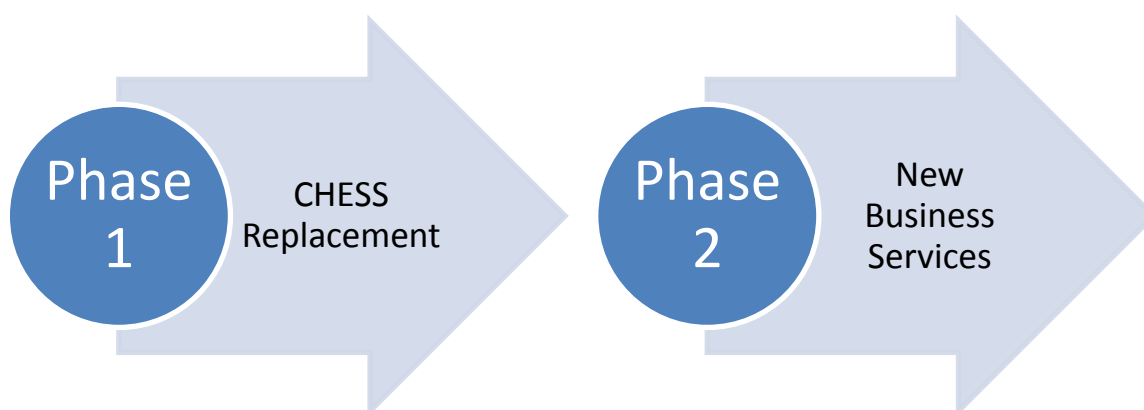 Phase
1
CHESS
Replacement
Phase
2
New
Business
Services